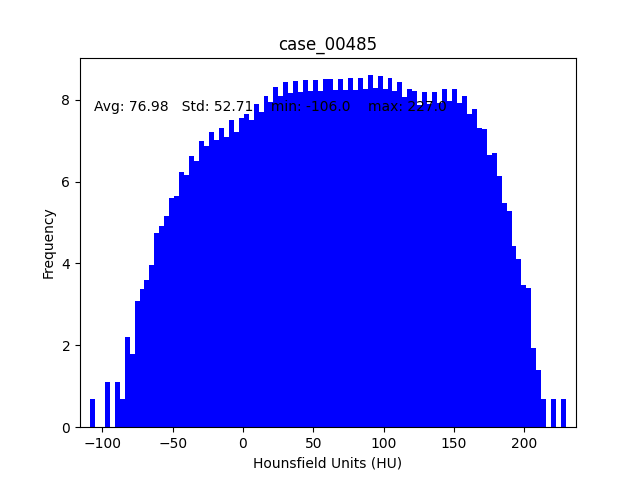 case_00485
Avg: 76.98   Std: 52.71    min: -106.0    max: 227.0
8
6
4
2
0
Frequency
−100 −50 0 50 100 150 200
Hounsfield Units (HU)